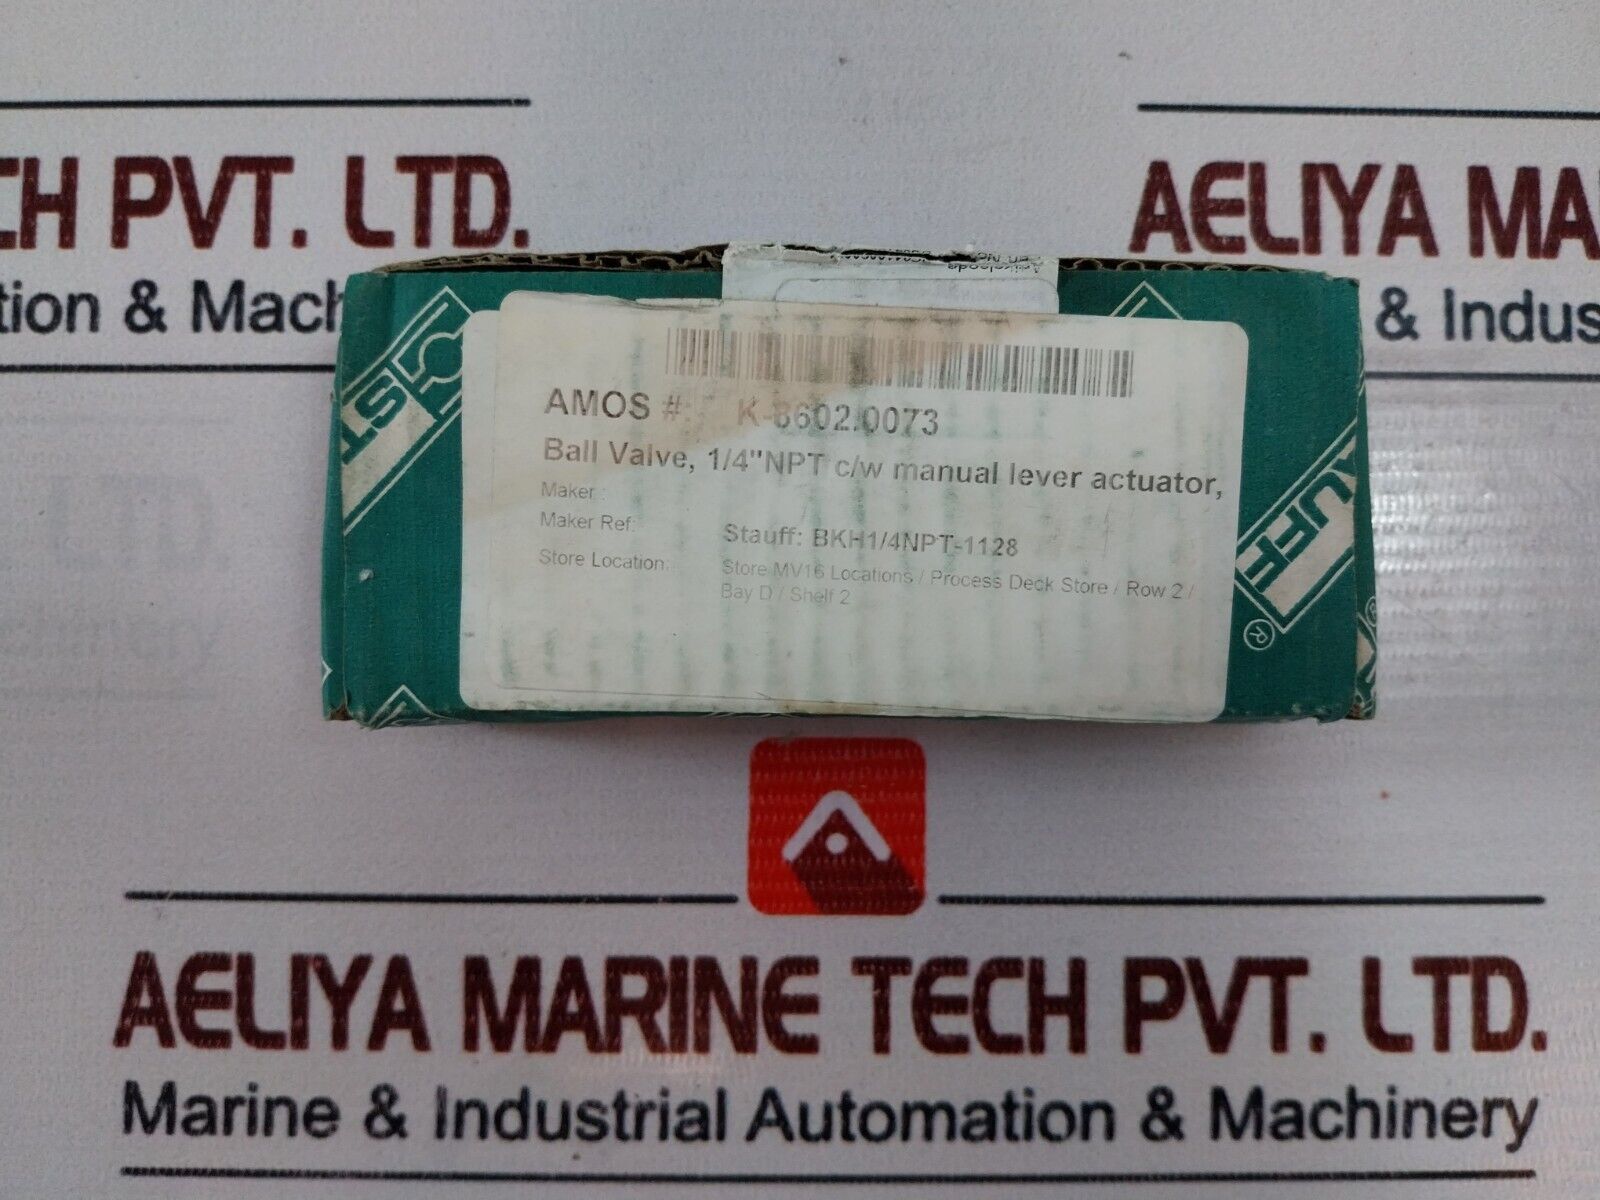 CH PVT. LTD.
AELIYA MA
tion & Mach
& Indus
AMOS #: K-8602.0073
Ball Valve, 1/4"NPT c/w manual lever actuator,
Maker :
Maker Ref: Stauff: BKH1/4NPT-1128
Store Location: Store MV16 Locations / Process Deck Store / Row 2 /
Bay D / Shelf 2
ST
AUFF
®
AELIYA MARINE TECH PVT. LTD.
Marine & Industrial Automation & Machinery